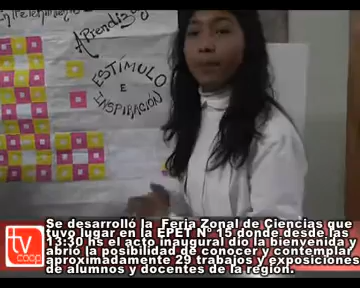 Aprendiza
ESTÍMULO
E
INSPIRACIÓN
Se desarrolló la Feria Zonal de Ciencias que
tuvo lugar en la EPET N° 15 donde desde las
13:30 hs el acto inaugural dio la bienvenida y
abrió la posibilidad de conocer y contemplar
aproximadamente 29 trabajos y exposiciones
de alumnos y docentes de la región.
tv
coop